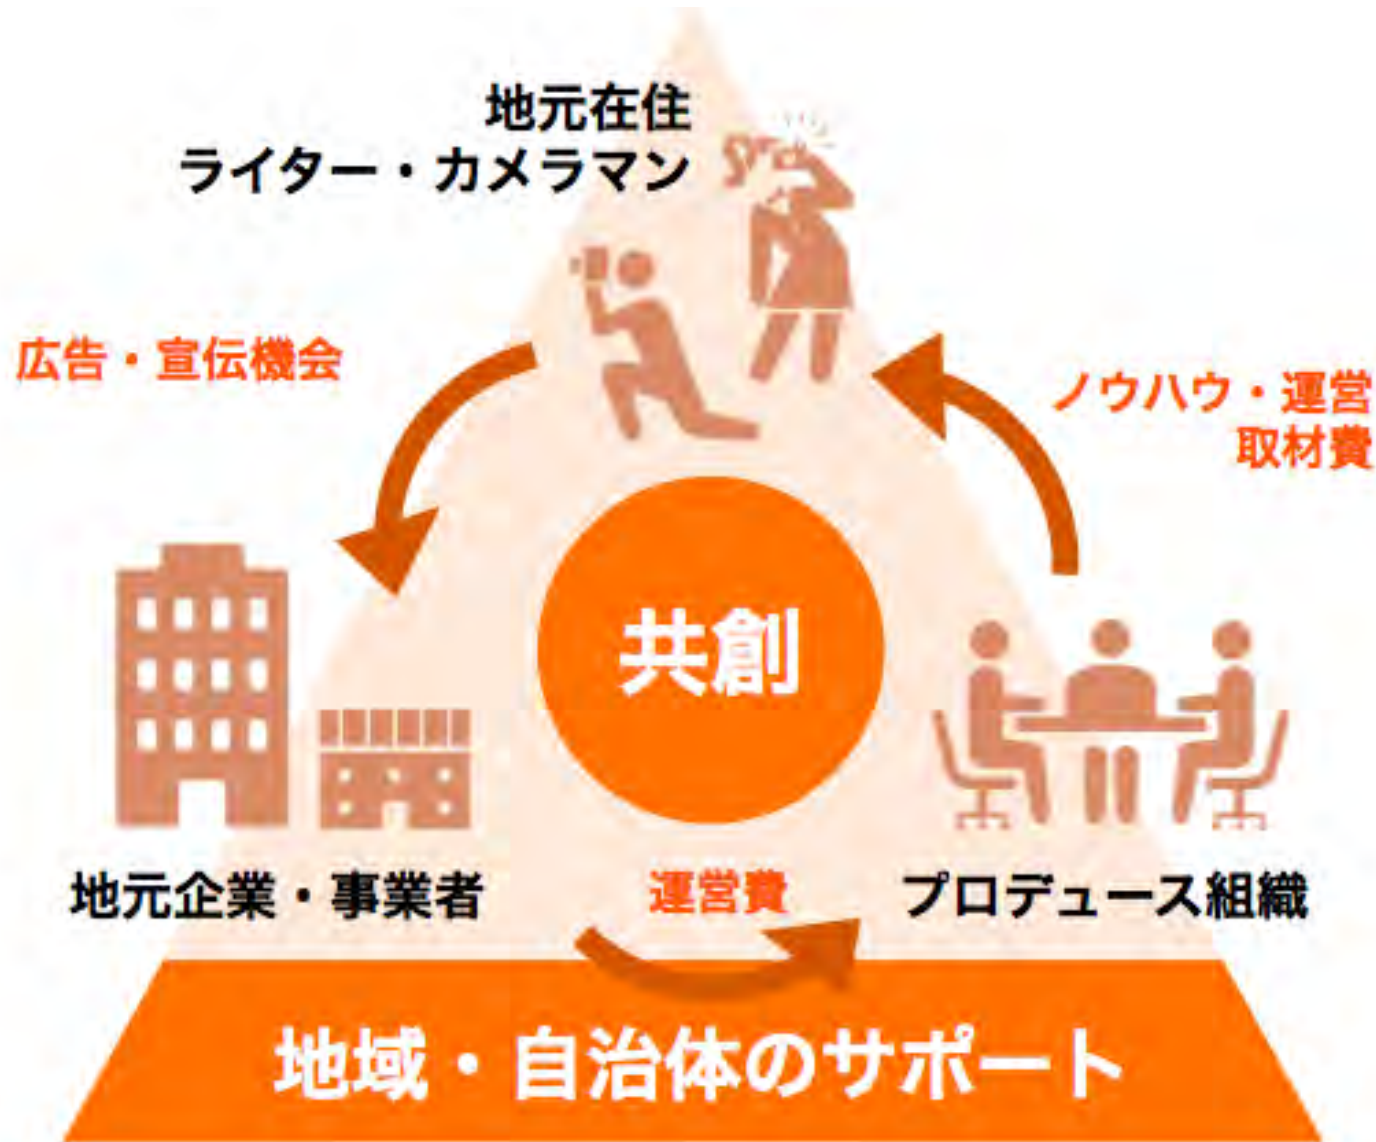 地元在住
ライター・カメラマン
広告・宣伝機会
ノウハウ・運営
取材費
共創
地元企業・事業者
運営費
プロデュース組織
地域・自治体のサポート